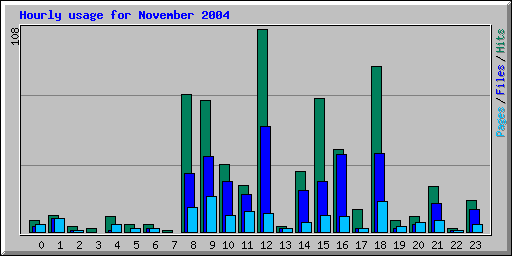 Hourly usage for November 2004
108
Pages / Files / Hits
0 1 2 3 4 5 6 7 8 9 10 11 12 13 14 15 16 17 18 19 20 21 22 23